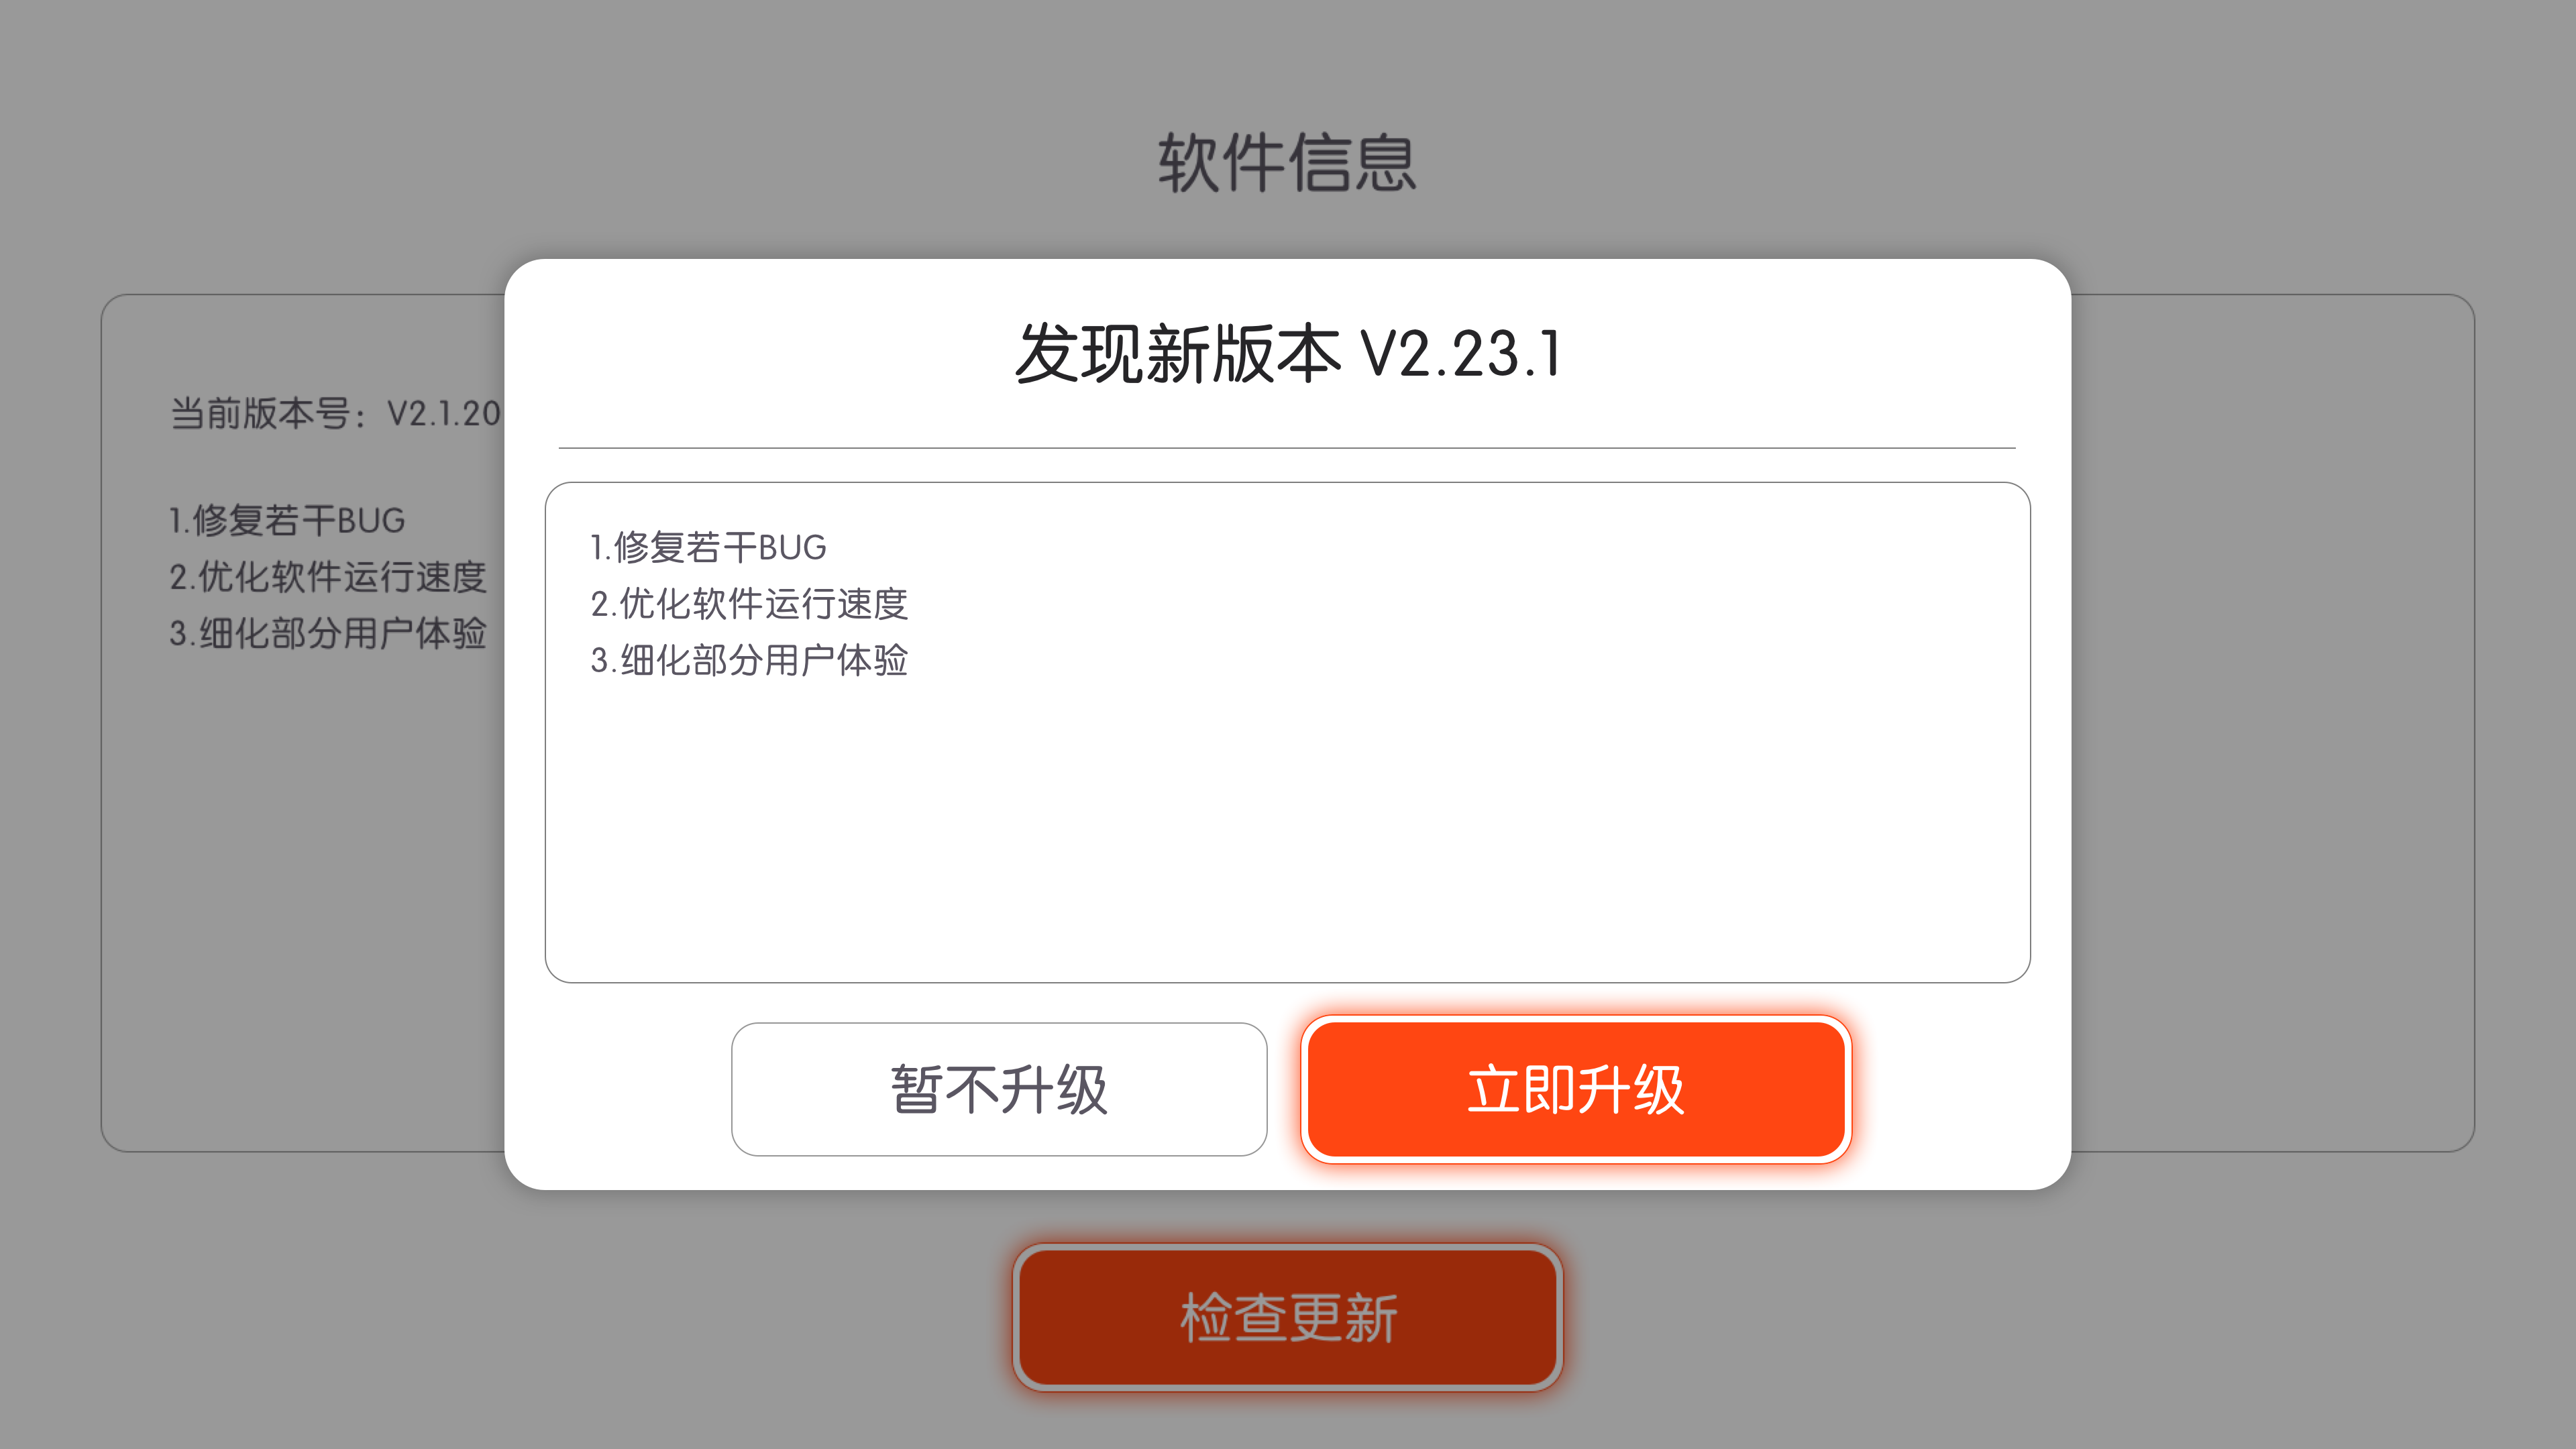 软件信息
当前版本号：V2.1.20
1.修复若干BUG
2.优化软件运行速度
3.细化部分用户体验
发现新版本 V2.23.1
1.修复若干BUG
2.优化软件运行速度
3.细化部分用户体验
暂不升级
立即升级
检查更新